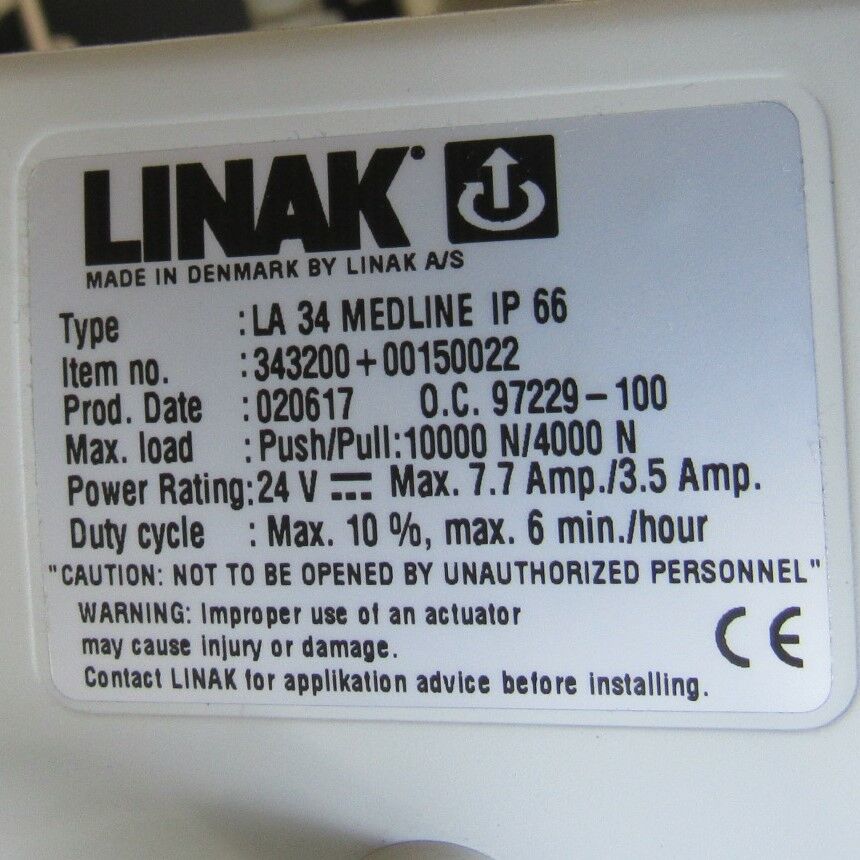 LINAK
MADE IN DENMARK BY LINAK A/S
Type :LA 34 MEDLINE IP 66
Item no. :343200+00150022
Prod. Date :020617 O.C. 97229-100
Max. load :Push/Pull:10000 N/4000 N
Power Rating:24 V ⎓ Max. 7.7 Amp./3.5 Amp.
Duty cycle : Max. 10 %, max. 6 min./hour
"CAUTION: NOT TO BE OPENED BY UNAUTHORIZED PERSONNEL"
WARNING: Improper use of an actuator
may cause injury or damage.
Contact LINAK for applikation advice before installing.
CE